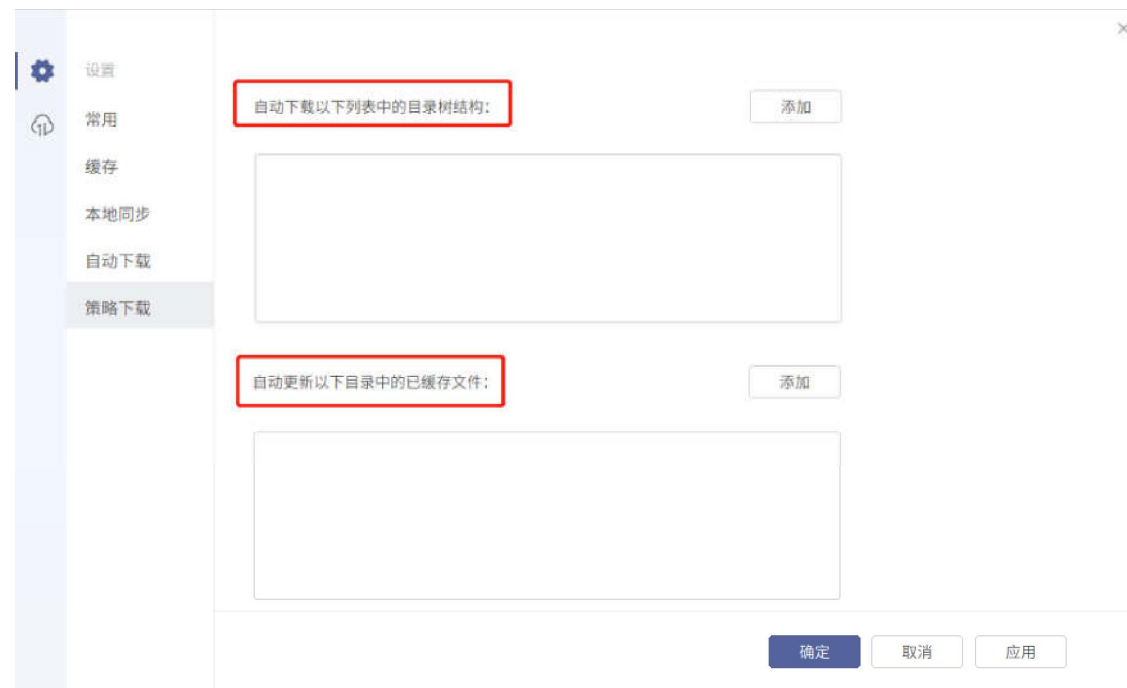 设置
常用
缓存
本地同步
自动下载
策略下载
自动下载以下列表中的目录树结构：
添加
自动更新以下目录中的已缓存文件：
添加
确定
取消
应用